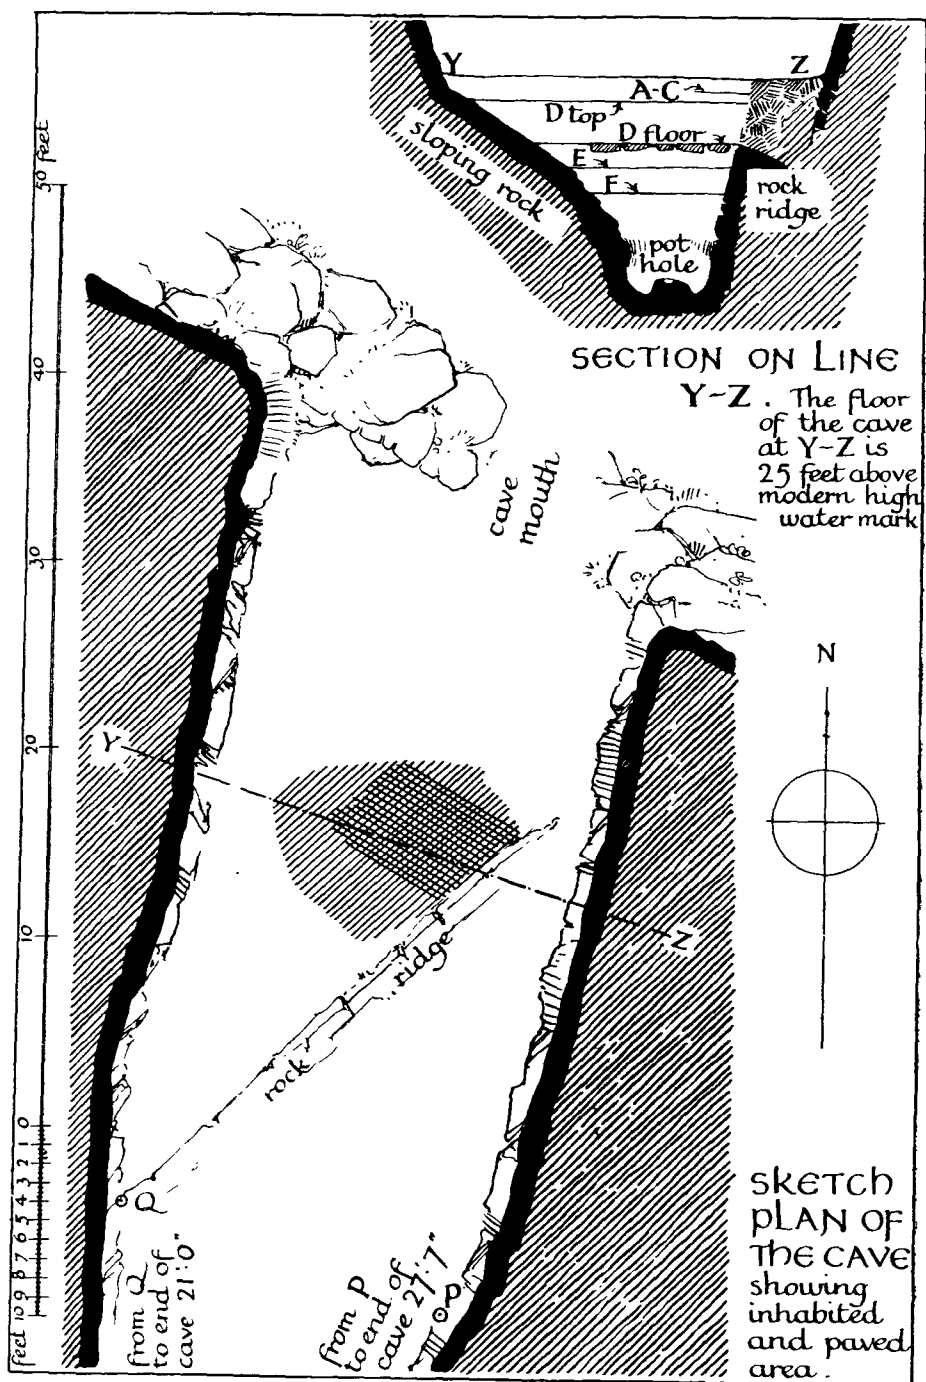 Y
Z
A-C
D top
D floor
E
F
sloping rock
rock
ridge
pot
hole
SECTION ON LINE
Y-Z. The floor
of the cave
at Y-Z is
25 feet above
modern high
water mark
cave
mouth
N
Y
Z
rock ridge
Q
from Q
to end of
cave 21'.0"
P
from P
to end of
cave 27'.7"
50 feet
40
30
20
10
0
1
2
3
4
5
6
7
8
9
feet 10
SKETCH
PLAN OF
THE CAVE
showing
inhabited
and paved
area.